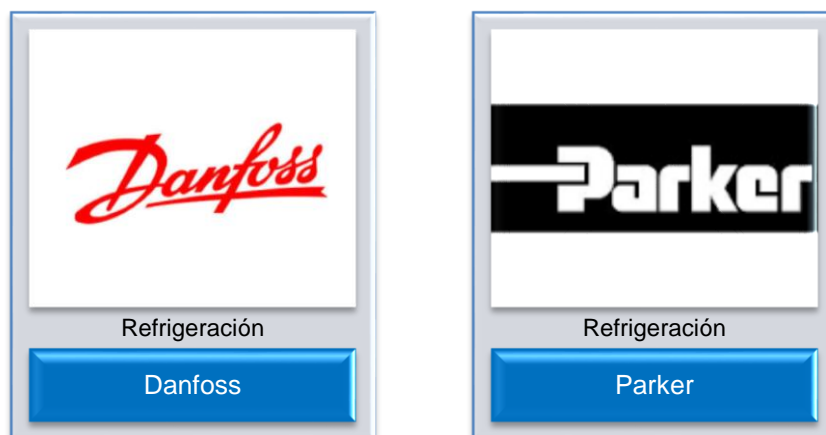 Danfoss
Refrigeración
Danfoss
Parker
Refrigeración
Parker